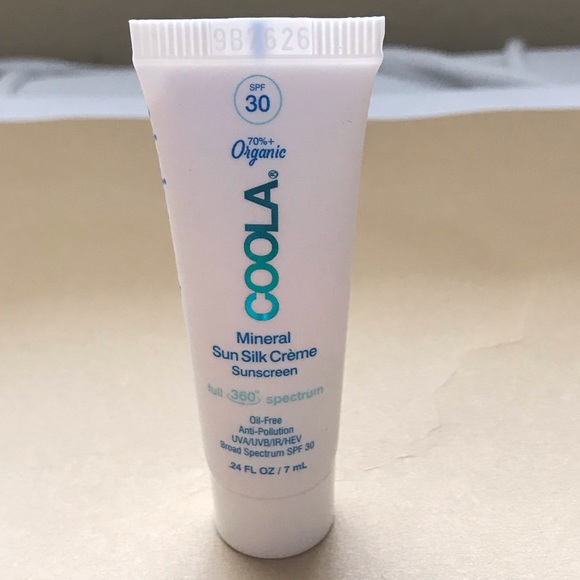 9B2626
SPF
30
70%+
Organic
COOLA®
Mineral
Sun Silk Crème
Sunscreen
full 360° spectrum
Oil-Free
Anti-Pollution
UVA/UVB/IR/HEV
Broad Spectrum SPF 30
.24 FL OZ / 7 mL